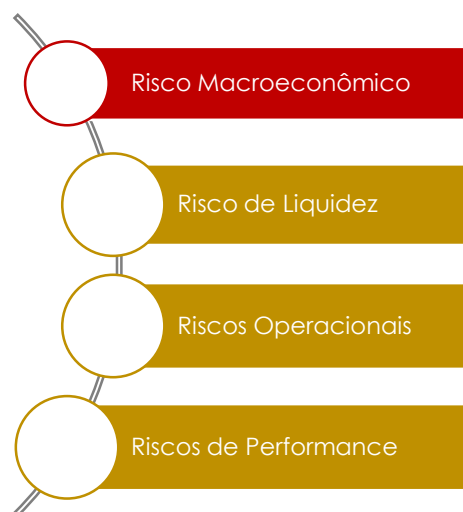 Risco Macroeconômico
Risco de Liquidez
Riscos Operacionais
Riscos de Performance